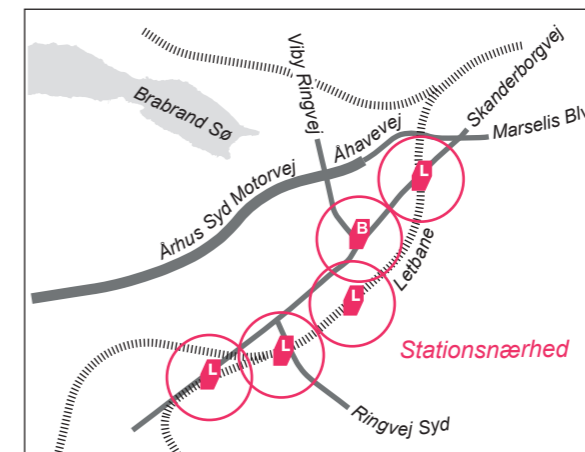 Brabrand Sø
Viby Ringvej
Åhavevej
Skanderborgvej
Marselis Blv
Århus Syd Motorvej
L
B
Letbane
L
L
L
Stationsnærhed
Ringvej Syd